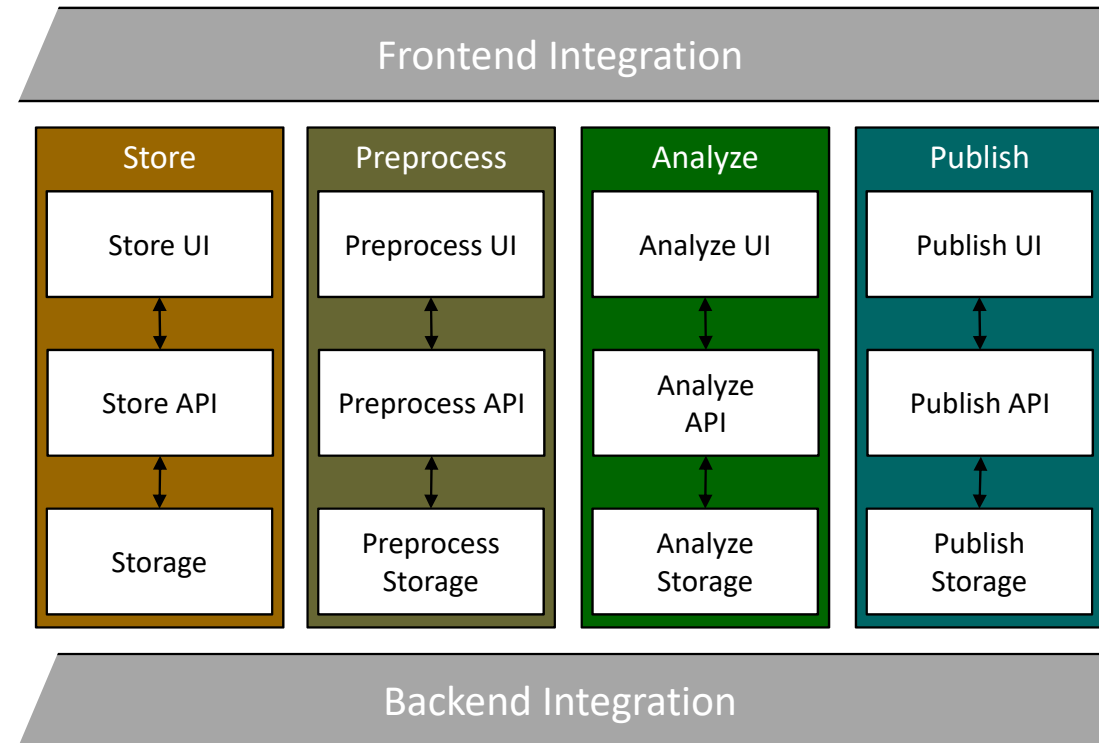 Frontend Integration
Store
Preprocess
Analyze
Publish
Store UI
Preprocess UI
Analyze UI
Publish UI
Store API
Preprocess API
Analyze
API
Publish API
Storage
Preprocess
Storage
Analyze
Storage
Publish
Storage
Backend Integration